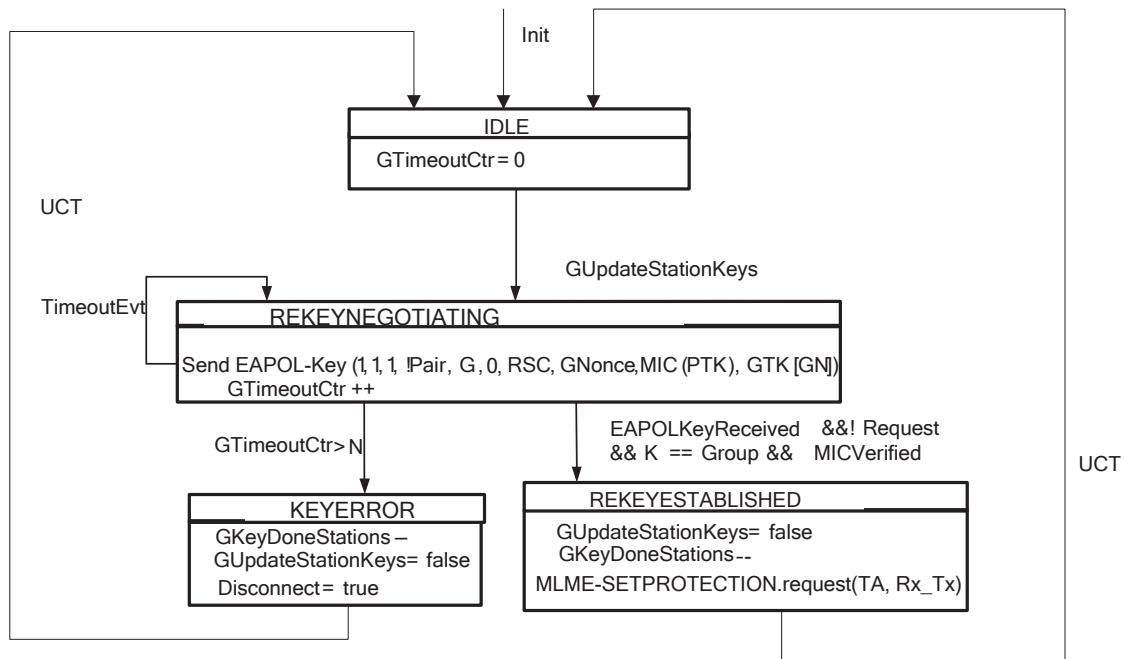 Init
IDLE
GTimeoutCtr = 0
UCT
GUpdateStationKeys
TimeoutEvt
REKEYNEGOTIATING
Send EAPOL-Key (1, 1, 1, !Pair, G, 0, RSC, GNonce, MIC (PTK), GTK [GN])
GTimeoutCtr ++
GTimeoutCtr> N
EAPOLKeyReceived &&! Request
&& K == Group && MICVerified
UCT
KEYERROR
GKeyDoneStations –
GUpdateStationKeys= false
Disconnect= true
REKEYESTABLISHED
GUpdateStationKeys= false
GKeyDoneStations--
MLME-SETPROTECTION.request(TA, Rx_Tx)